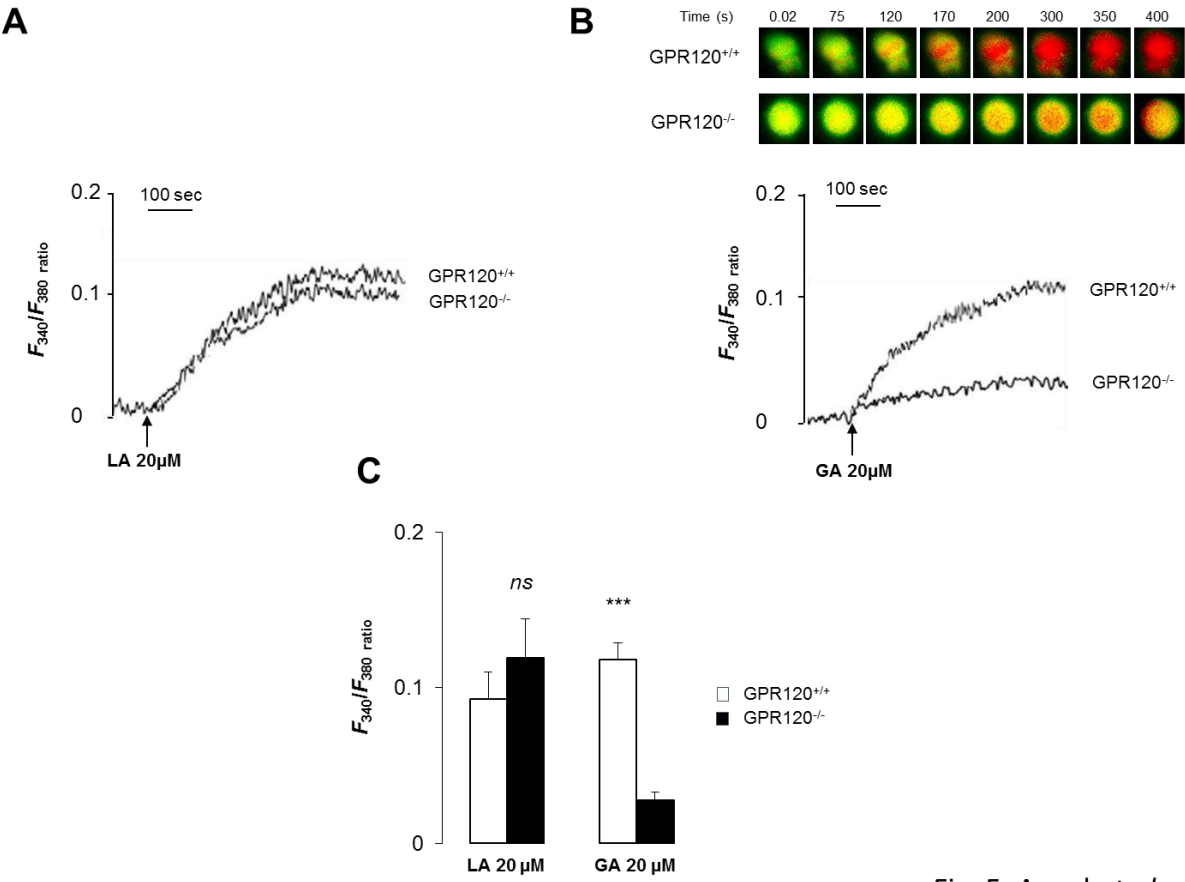 A
B
Time (s) 0.02 75 120 170 200 300 350 400
GPR120+/+
GPR120-/-
0.2
100 sec
F340/F380 ratio
0.1
0
GPR120+/+
GPR120-/-
LA 20µM
0.2
100 sec
F340/F380 ratio
0.1
0
GPR120+/+
GPR120-/-
GA 20µM
C
0.2
ns
***
F340/F380 ratio
0.1
0
GPR120+/+
GPR120-/-
LA 20 µM
GA 20 µM